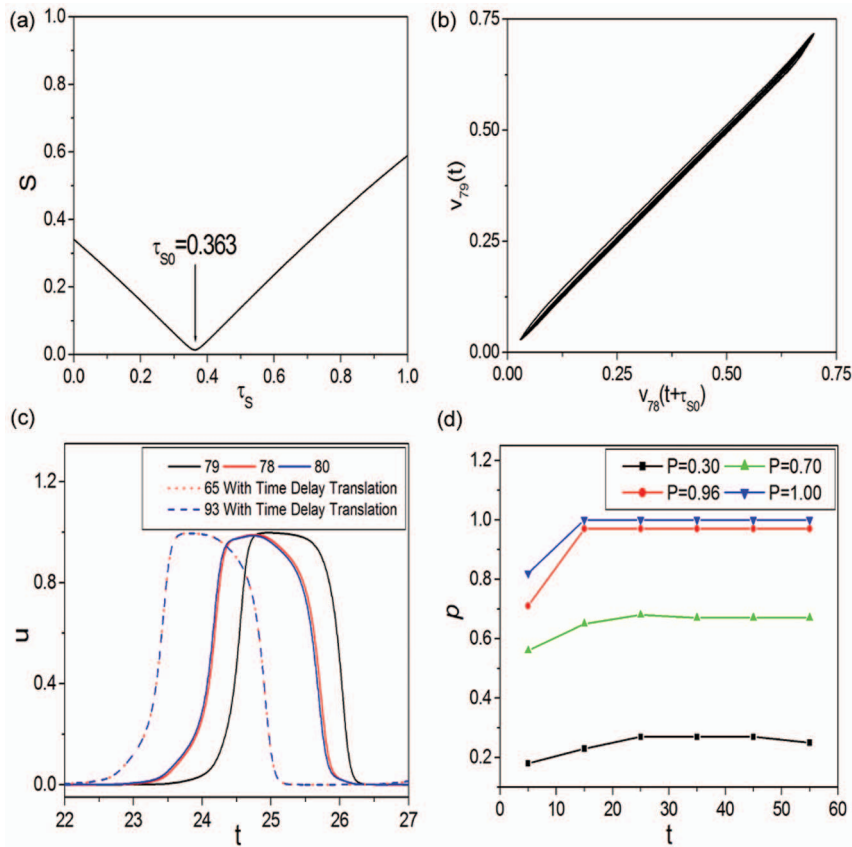 (a)
1.0
0.8
0.6
0.4
0.2
0.0
S
τS0=0.363
0.0 0.2 0.4 0.6 0.8 1.0
τS
(b)
0.75
0.50
0.25
0.00
v79(t)
0.00 0.25 0.50 0.75
v78(t+τS0)
(c)
1.2
0.8
0.4
0.0
u
79 78 80
65 With Time Delay Translation
93 With Time Delay Translation
22 23 24 25 26 27
t
(d)
1.2
1.0
0.8
0.6
0.4
0.2
p
P=0.30 P=0.70
P=0.96 P=1.00
0 10 20 30 40 50 60
t